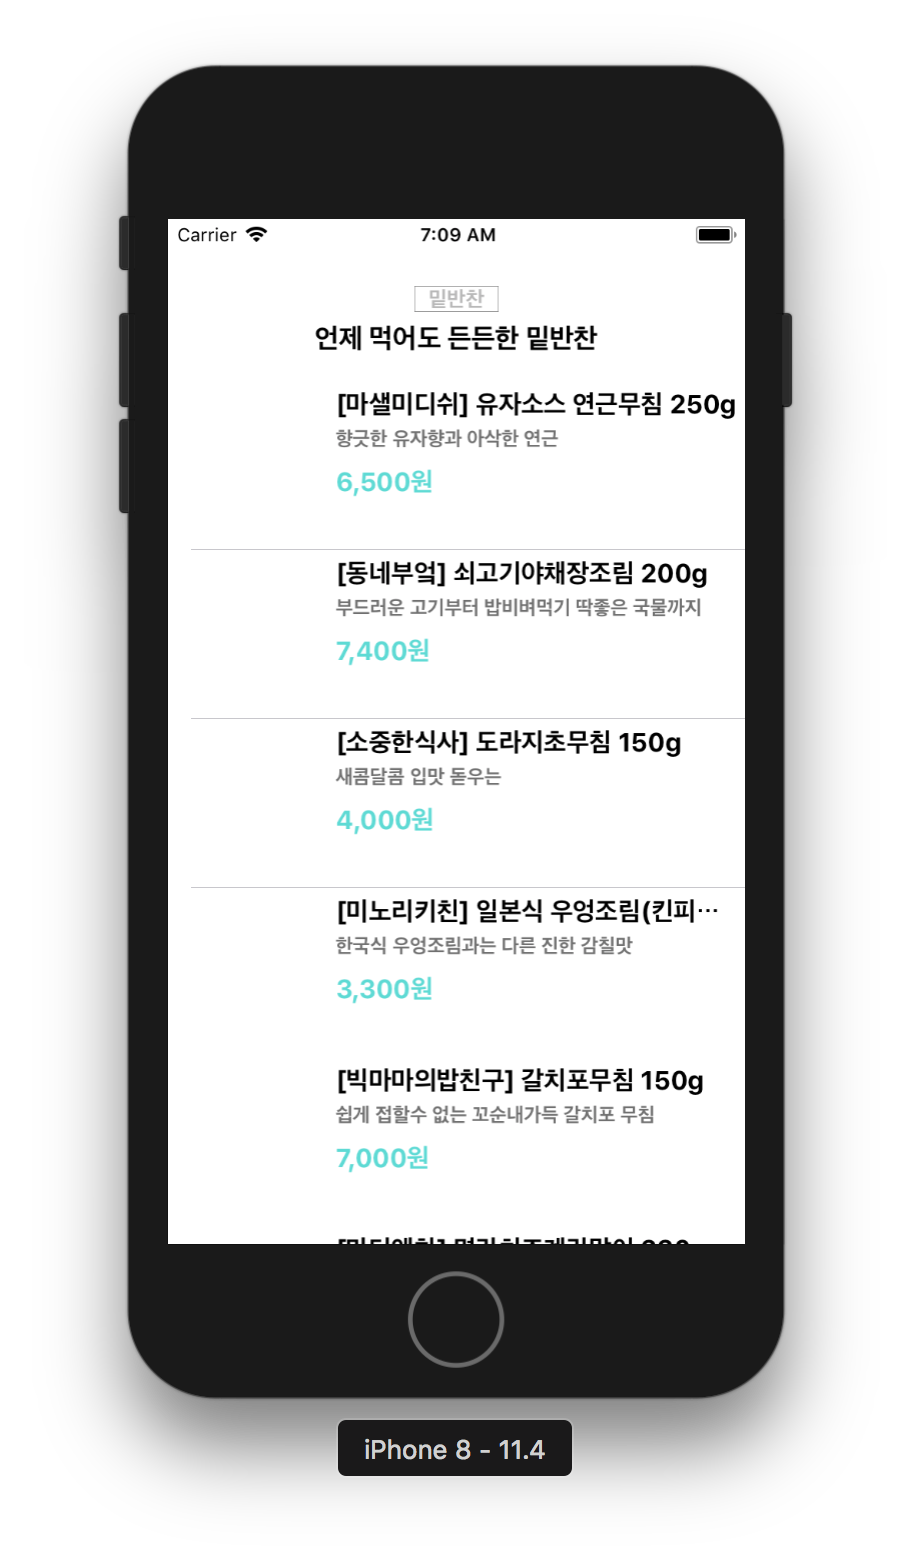 Carrier
7:09 AM
밑반찬
언제 먹어도 든든한 밑반찬
[마샐미디쉬] 유자소스 연근무침 250g
향긋한 유자향과 아삭한 연근
6,500원
[동네부엌] 쇠고기야채장조림 200g
부드러운 고기부터 밥비벼먹기 딱좋은 국물까지
7,400원
[소중한식사] 도라지초무침 150g
새콤달콤 입맛 돋우는
4,000원
[미노리키친] 일본식 우엉조림(킨피…
한국식 우엉조림과는 다른 진한 감칠맛
3,300원
[빅마마의밥친구] 갈치포무침 150g
쉽게 접할수 없는 꼬순내가득 갈치포 무침
7,000원
iPhone 8 - 11.4